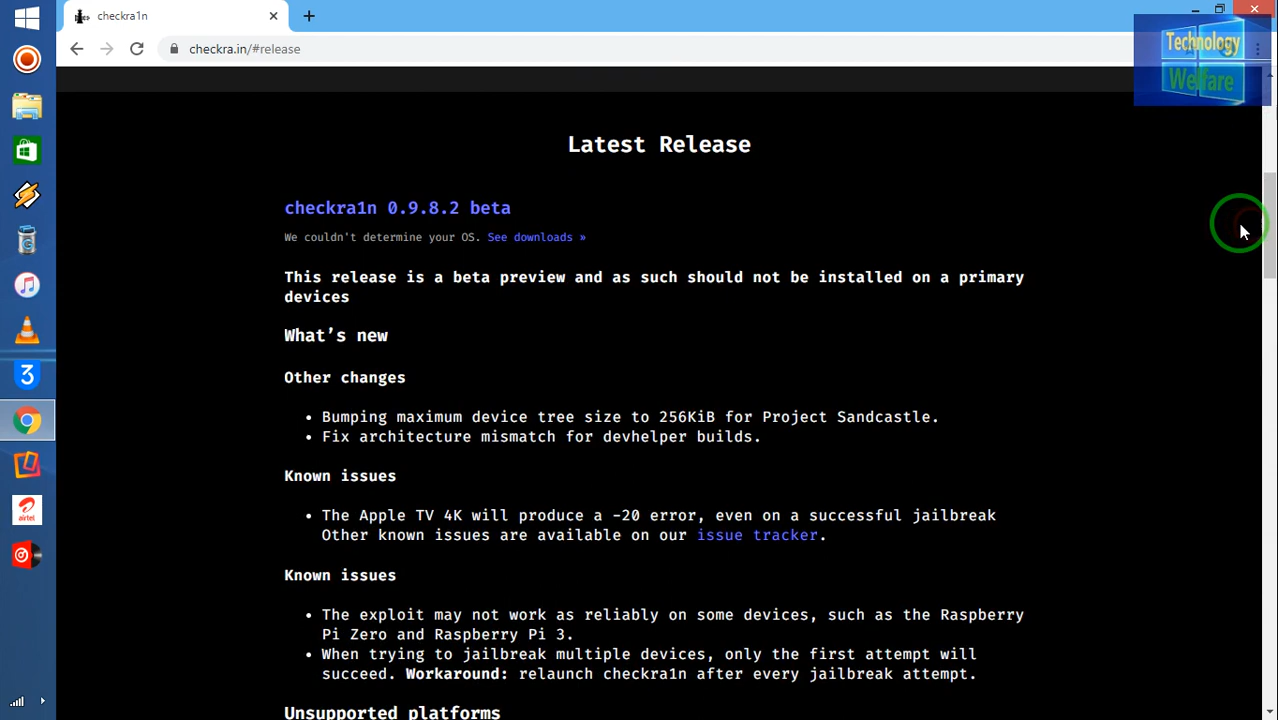 checkra1n
checkra.in/#release
Technology
Welfare
Latest Release
checkra1n 0.9.8.2 beta
We couldn't determine your OS. See downloads »
This release is a beta preview and as such should not be installed on a primary
devices
What's new
Other changes
• Bumping maximum device tree size to 256KiB for Project Sandcastle.
• Fix architecture mismatch for devhelper builds.
Known issues
• The Apple TV 4K will produce a -20 error, even on a successful jailbreak
Other known issues are available on our issue tracker.
Known issues
• The exploit may not work as reliably on some devices, such as the Raspberry
Pi Zero and Raspberry Pi 3.
• When trying to jailbreak multiple devices, only the first attempt will
succeed. Workaround: relaunch checkra1n after every jailbreak attempt.
Unsupported platforms
3
airtel